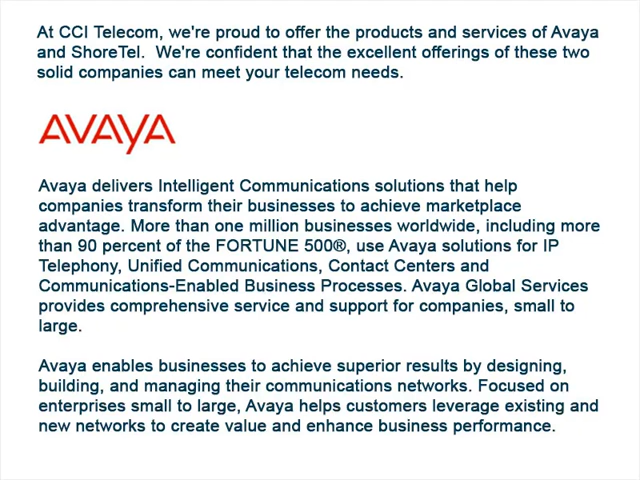 At CCI Telecom, we're proud to offer the products and services of Avaya
and ShoreTel.  We're confident that the excellent offerings of these two
solid companies can meet your telecom needs.
AVAYA
Avaya delivers Intelligent Communications solutions that help
companies transform their businesses to achieve marketplace
advantage. More than one million businesses worldwide, including more
than 90 percent of the FORTUNE 500®, use Avaya solutions for IP
Telephony, Unified Communications, Contact Centers and
Communications-Enabled Business Processes. Avaya Global Services
provides comprehensive service and support for companies, small to
large.
Avaya enables businesses to achieve superior results by designing,
building, and managing their communications networks. Focused on
enterprises small to large, Avaya helps customers leverage existing and
new networks to create value and enhance business performance.